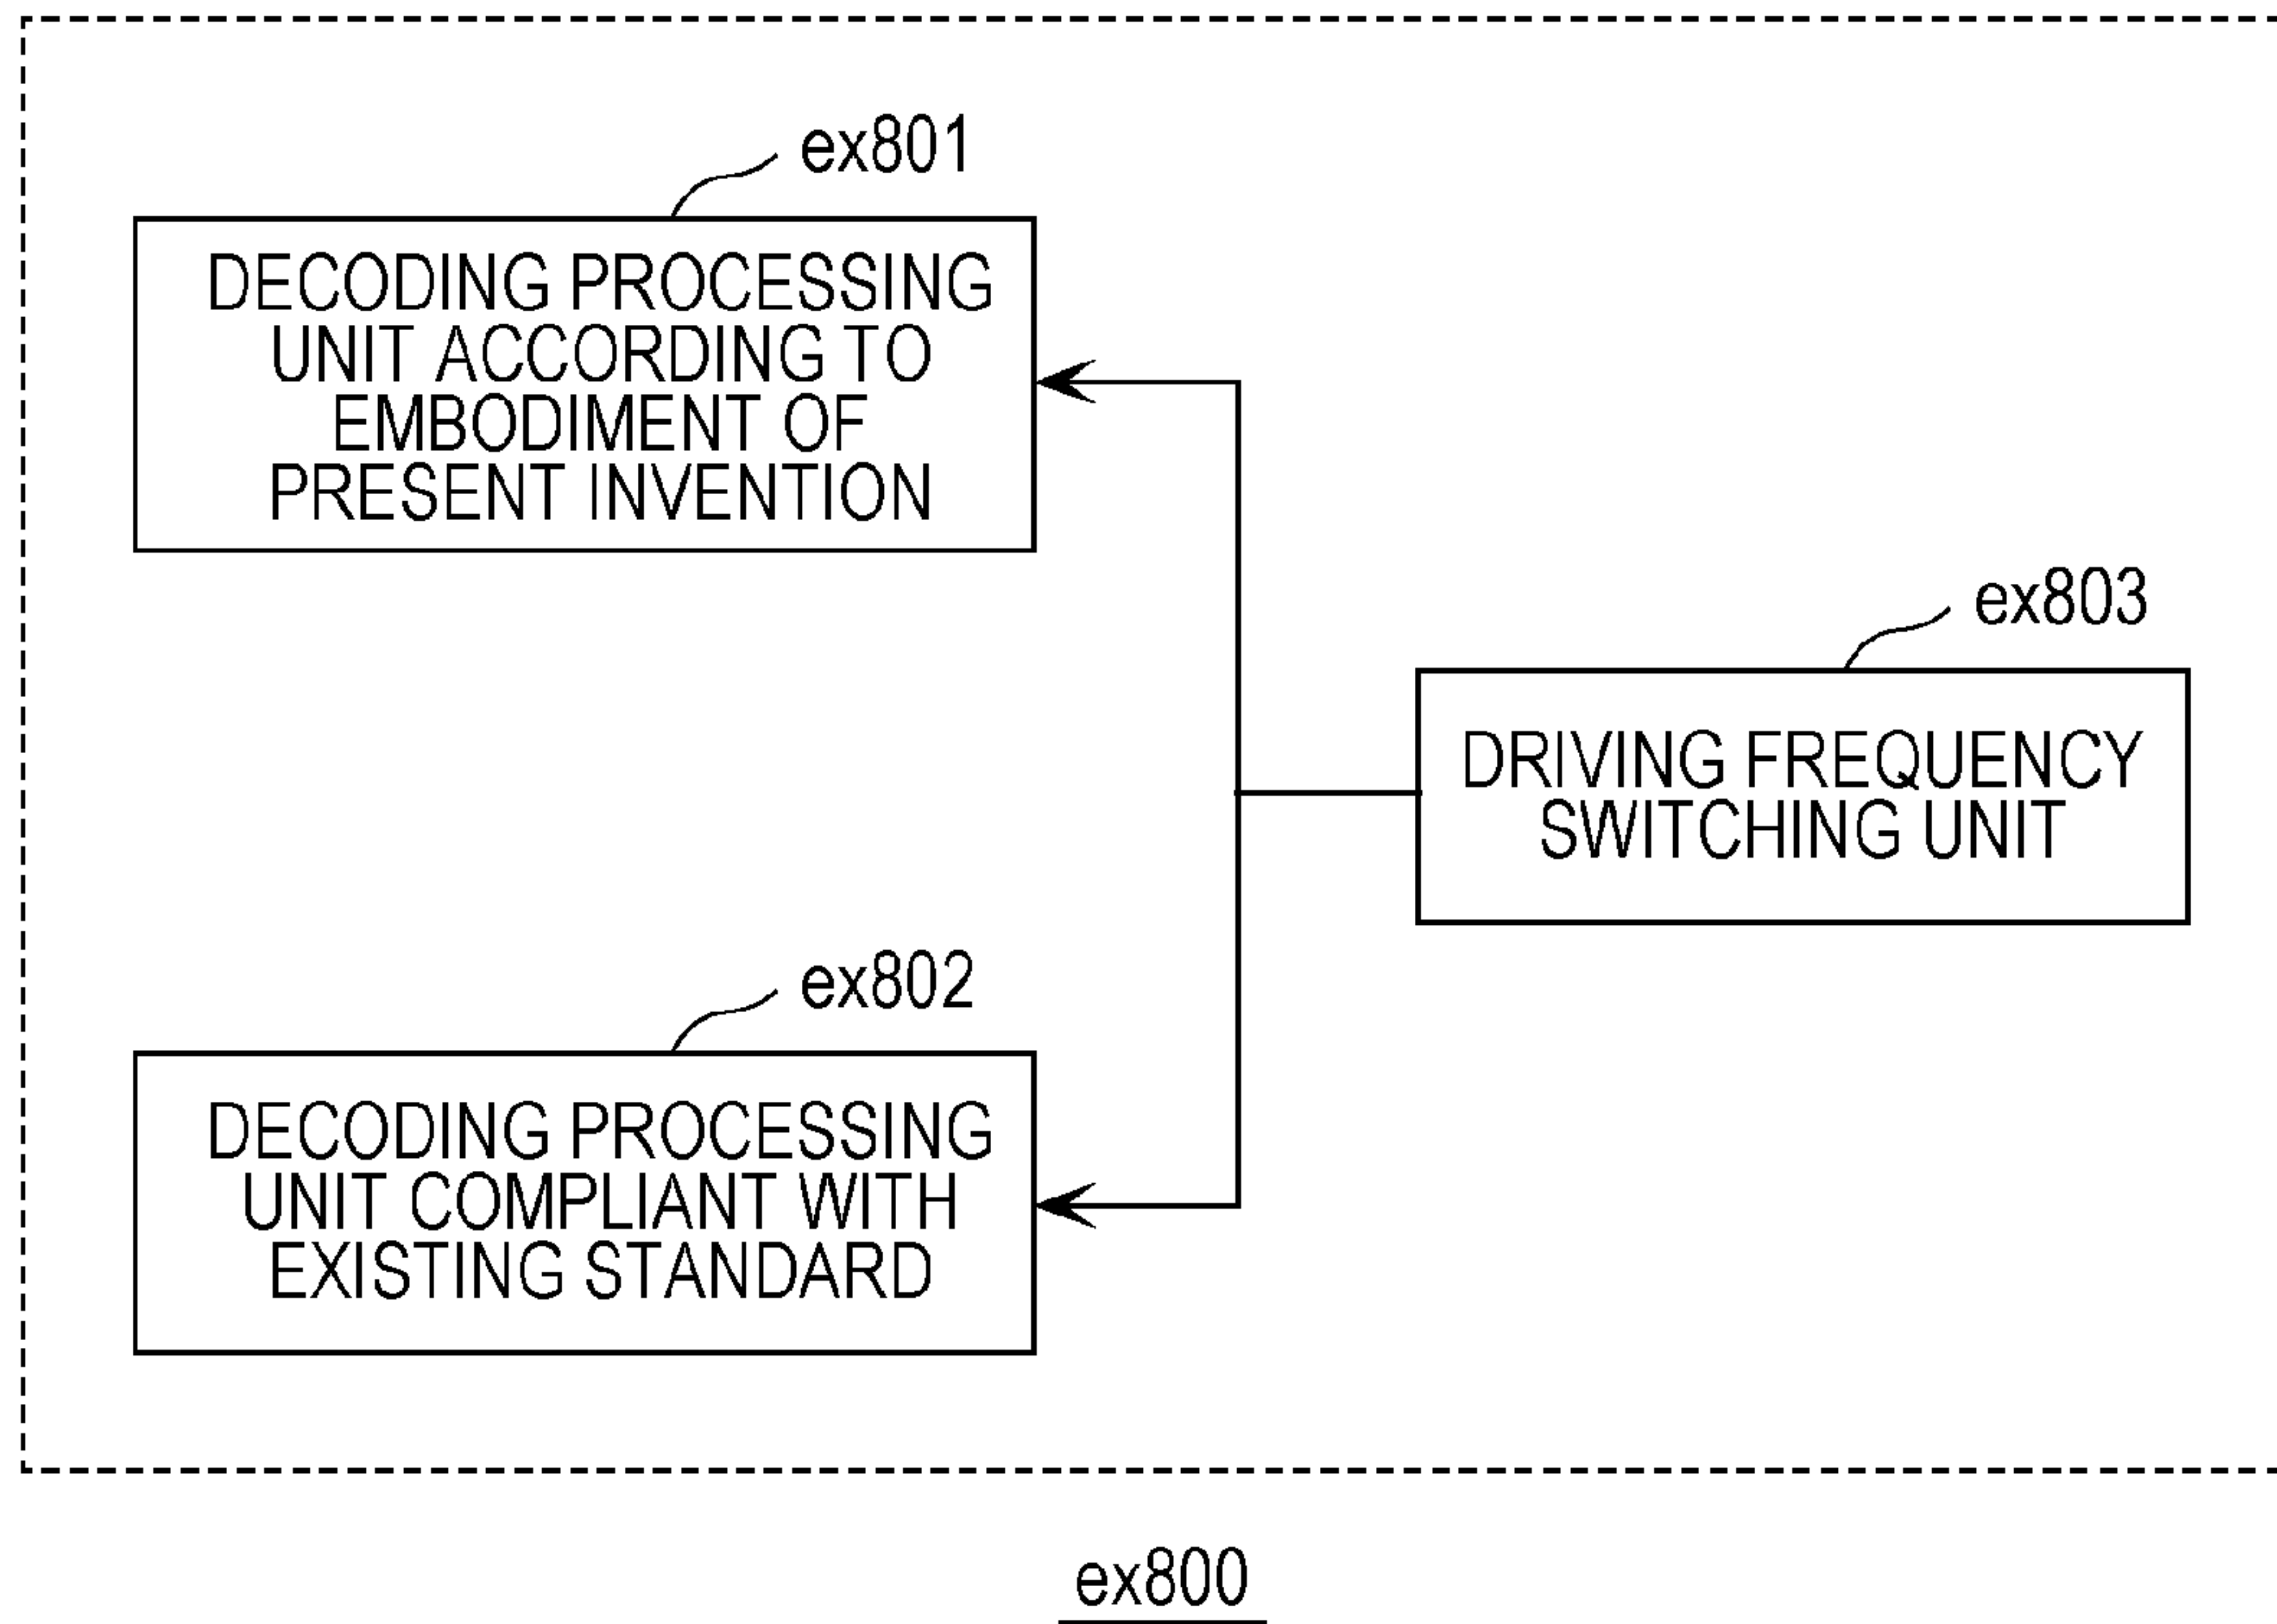 ex801
DECODING PROCESSING
UNIT ACCORDING TO
EMBODIMENT OF
PRESENT INVENTION
ex803
DRIVING FREQUENCY
SWITCHING UNIT
ex802
DECODING PROCESSING
UNIT COMPLIANT WITH
EXISTING STANDARD
ex800